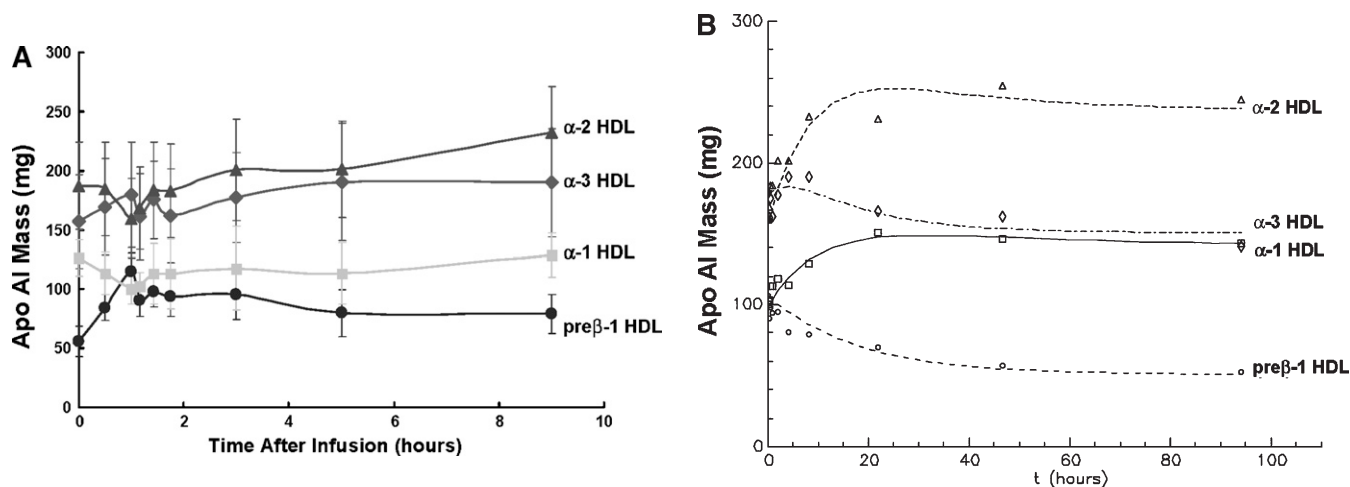 A
300
250
200
150
100
50
0
Apo AI Mass (mg)
0 2 4 6 8 10
Time After Infusion (hours)
α-2 HDL
α-3 HDL
α-1 HDL
preβ-1 HDL
B
300
200
100
0
Apo AI Mass (mg)
0 20 40 60 80 100
t (hours)
α-2 HDL
α-3 HDL
α-1 HDL
preβ-1 HDL